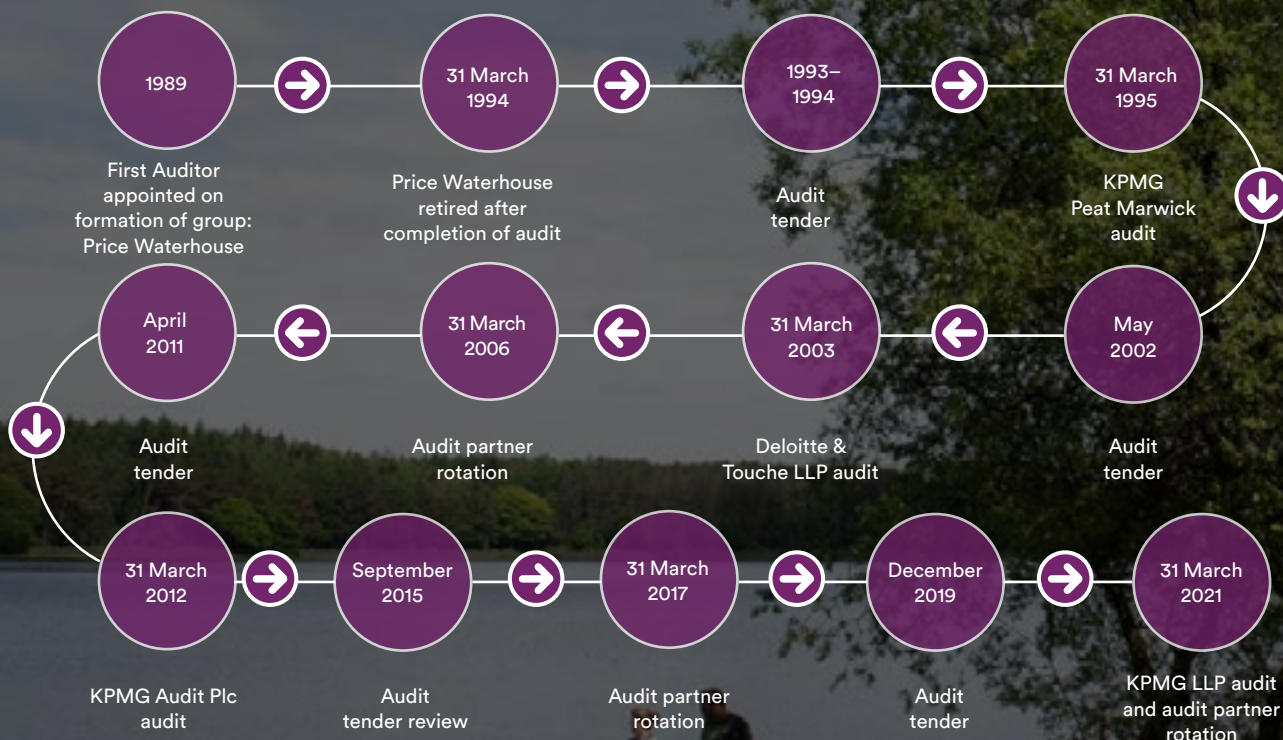 1989
First Auditor
appointed on
formation of group:
Price Waterhouse
31 March
1994
Price Waterhouse
retired after
completion of audit
1993–
1994
Audit
tender
31 March
1995
KPMG
Peat Marwick
audit
May
2002
Audit
tender
31 March
2003
Deloitte &
Touche LLP audit
31 March
2006
Audit partner
rotation
April
2011
Audit
tender
31 March
2012
KPMG Audit Plc
audit
September
2015
Audit
tender review
31 March
2017
Audit partner
rotation
December
2019
Audit
tender
31 March
2021
KPMG LLP audit
and audit partner
rotation